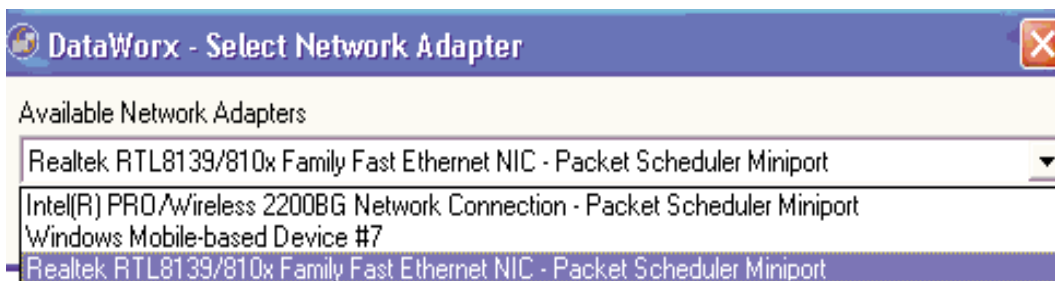 DataWorx - Select Network Adapter
Available Network Adapters
Realtek RTL8139/810x Family Fast Ethernet NIC - Packet Scheduler Miniport
Intel(R) PRO/Wireless 2200BG Network Connection - Packet Scheduler Miniport
Windows Mobile-based Device #7
Realtek RTL8139/810x Family Fast Ethernet NIC - Packet Scheduler Miniport